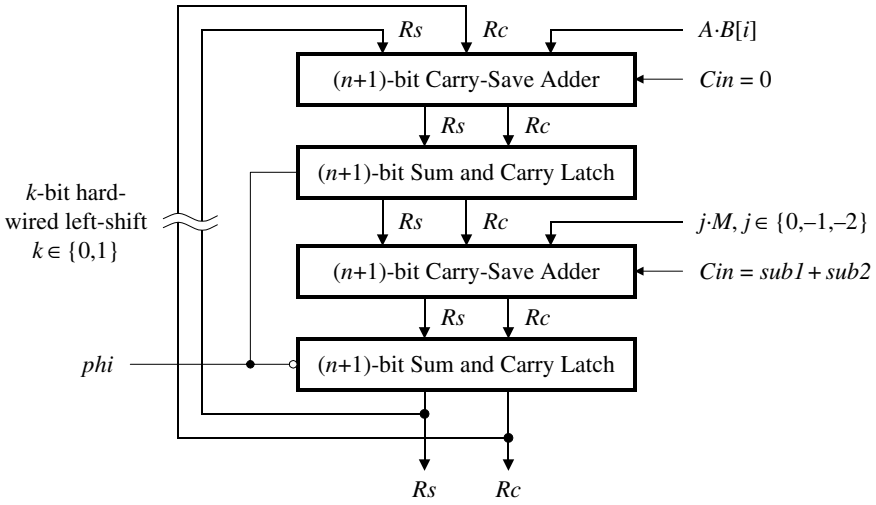 Rs Rc A·B[i]
(n+1)-bit Carry-Save Adder Cin = 0
Rs Rc
(n+1)-bit Sum and Carry Latch
k-bit hard-
wired left-shift
k ∈ {0,1}
Rs Rc j·M, j ∈ {0,–1,–2}
(n+1)-bit Carry-Save Adder Cin = sub1 + sub2
Rs Rc
phi (n+1)-bit Sum and Carry Latch
Rs Rc